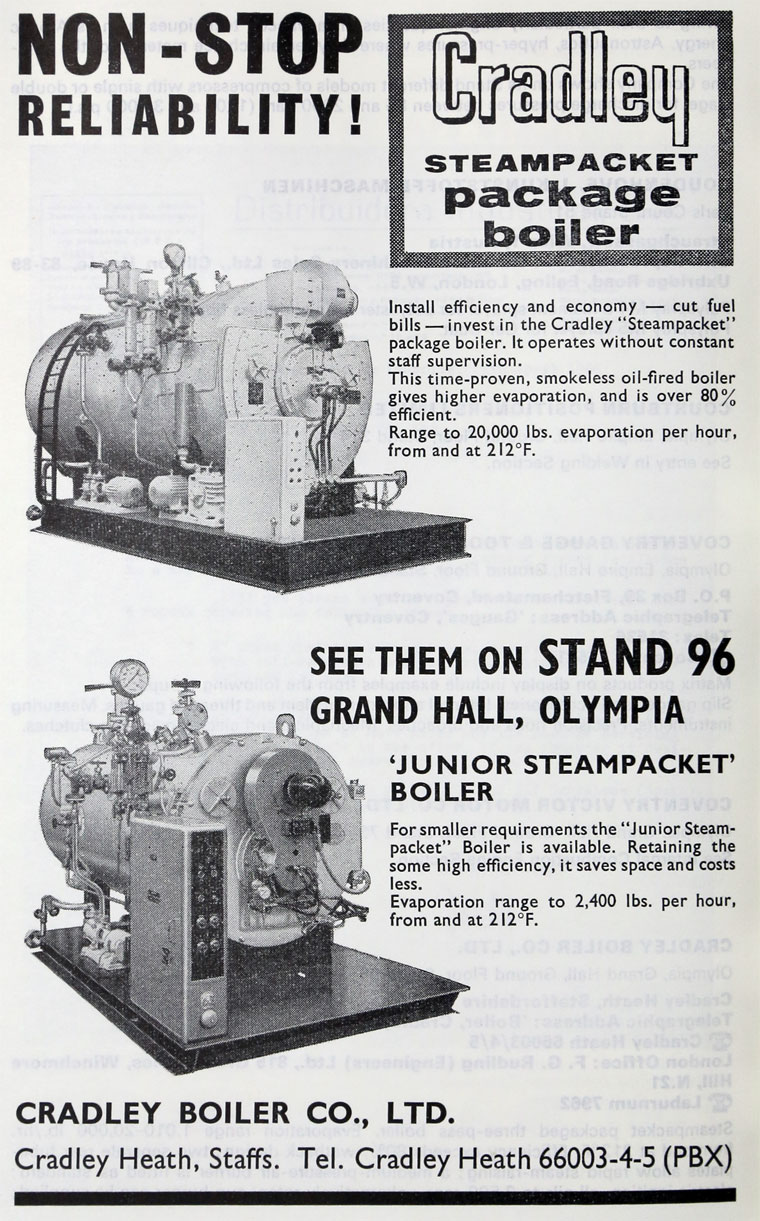 NON-STOP
RELIABILITY!
Cradley
STEAMPACKET
package
boiler
Install efficiency and economy — cut fuel
bills — invest in the Cradley "Steampacket"
package boiler. It operates without constant
staff supervision.
This time-proven, smokeless oil-fired boiler
gives higher evaporation, and is over 80%
efficient.
Range to 20,000 lbs. evaporation per hour,
from and at 212°F.
SEE THEM ON STAND 96
GRAND HALL, OLYMPIA
'JUNIOR STEAMPACKET'
BOILER
For smaller requirements the "Junior Steam-
packet" Boiler is available. Retaining the
some high efficiency, it saves space and costs
less.
Evaporation range to 2,400 lbs. per hour,
from and at 212°F.
CRADLEY BOILER CO., LTD.
Cradley Heath, Staffs. Tel. Cradley Heath 66003-4-5 (PBX)